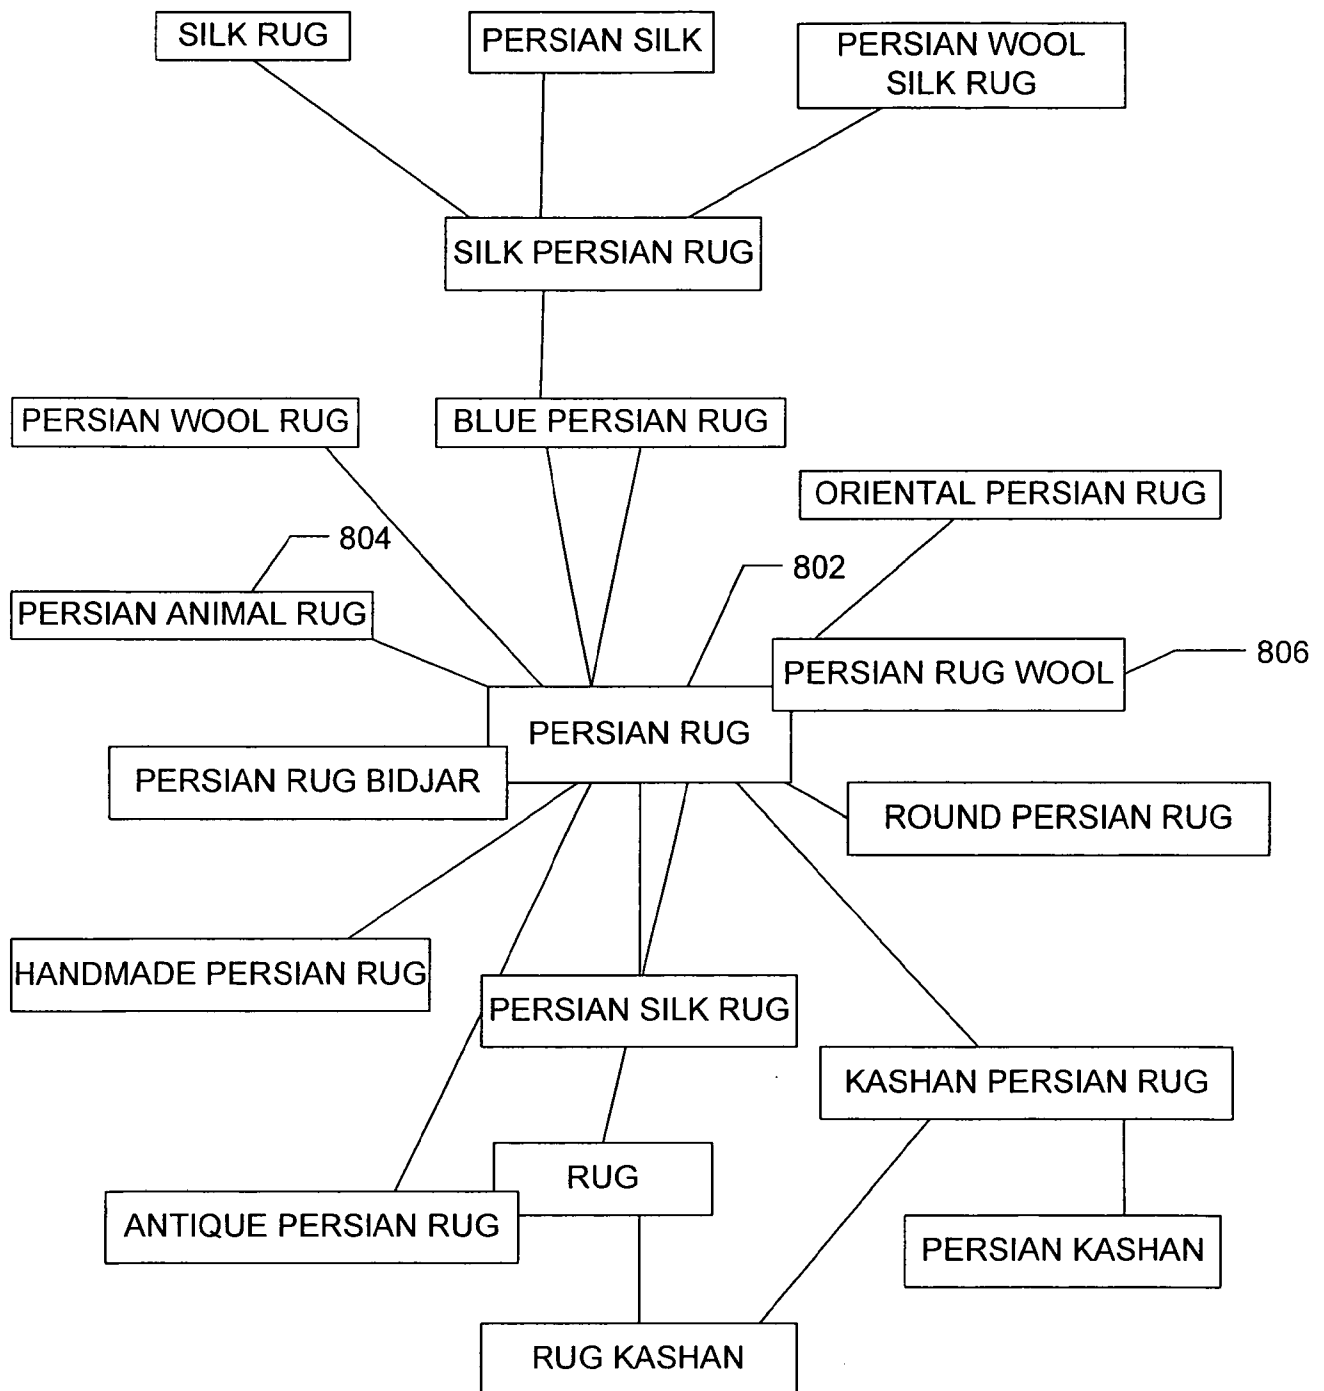 SILK RUG
PERSIAN SILK
PERSIAN WOOL
SILK RUG
SILK PERSIAN RUG
PERSIAN WOOL RUG
BLUE PERSIAN RUG
ORIENTAL PERSIAN RUG
804
802
PERSIAN ANIMAL RUG
PERSIAN RUG WOOL
806
PERSIAN RUG
PERSIAN RUG BIDJAR
ROUND PERSIAN RUG
HANDMADE PERSIAN RUG
PERSIAN SILK RUG
KASHAN PERSIAN RUG
RUG
ANTIQUE PERSIAN RUG
PERSIAN KASHAN
RUG KASHAN